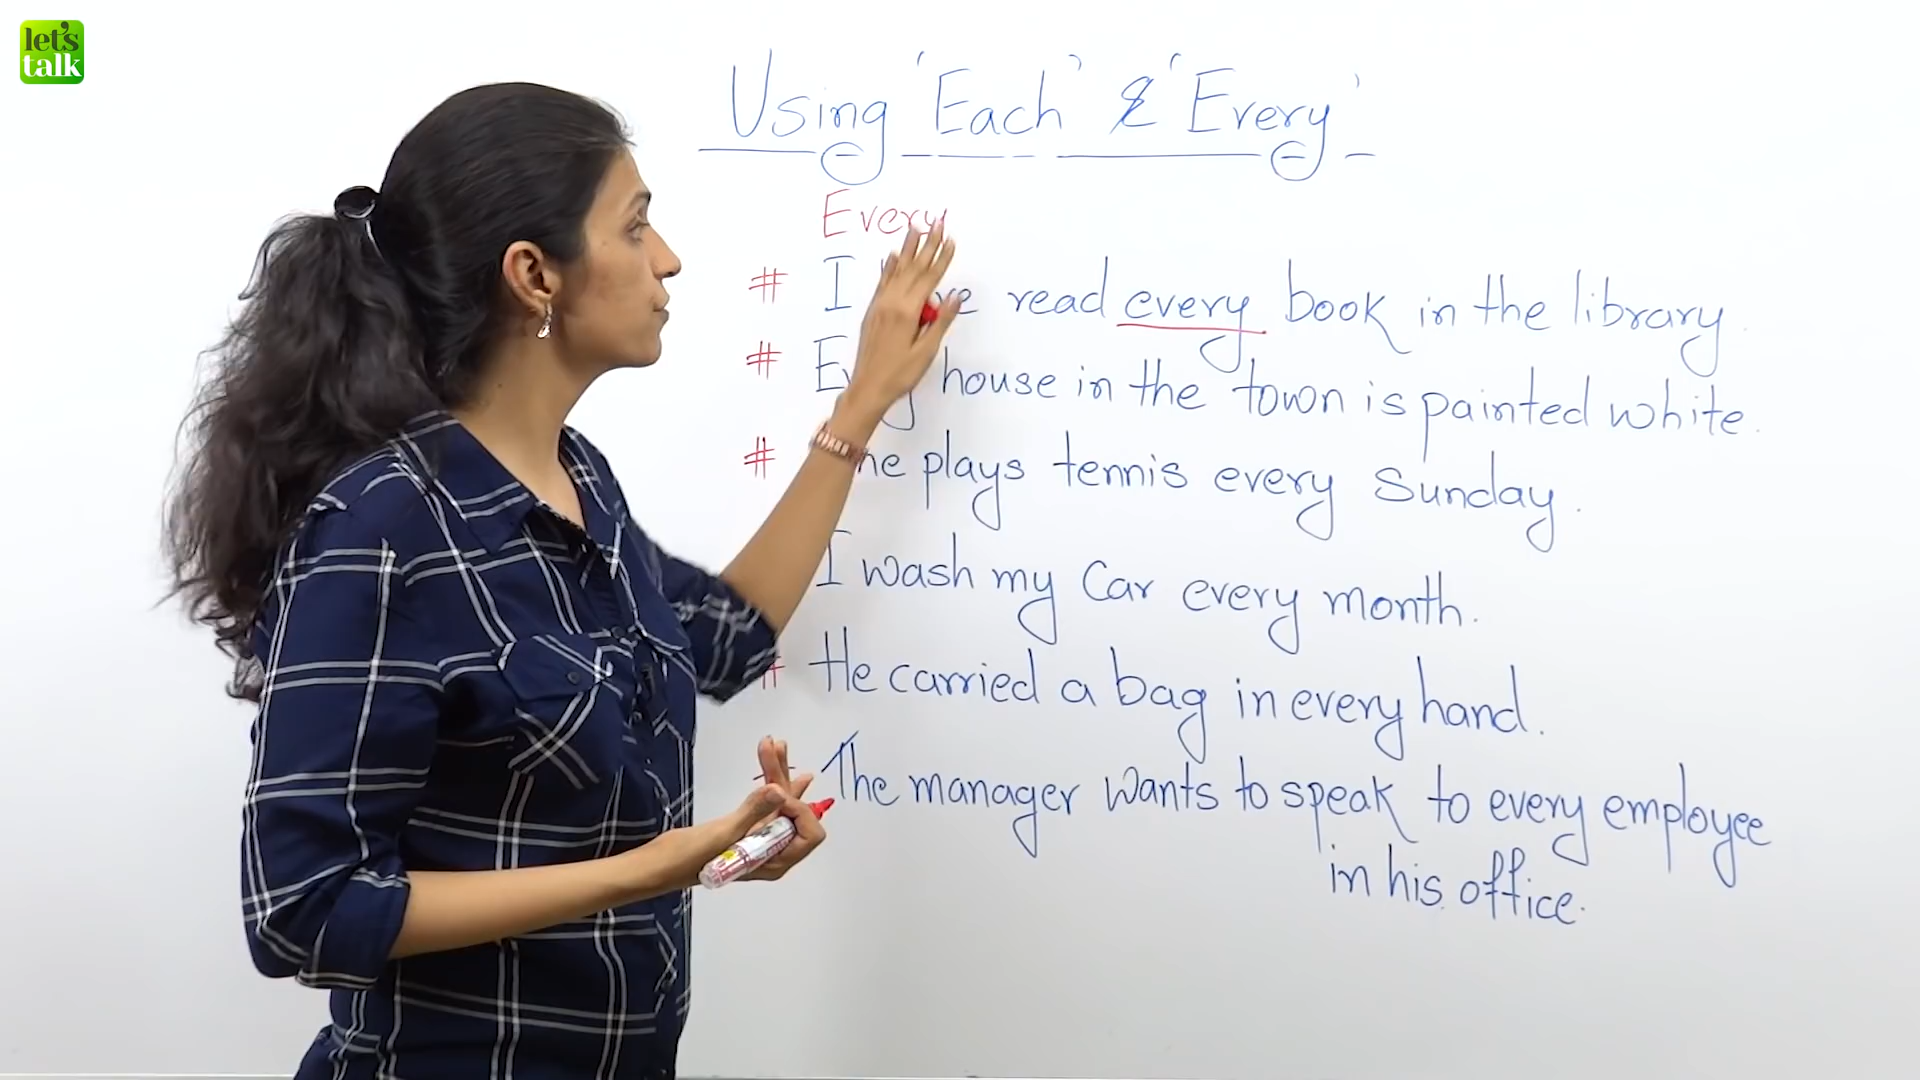 let's
talk
Using 'Each' & 'Every'
Every
# I read every book in the library.
# house in the town is painted white.
# plays tennis every Sunday.
I wash my Car every month.
# He carried a bag in every hand.
The manager wants to speak to every employee
in his office.